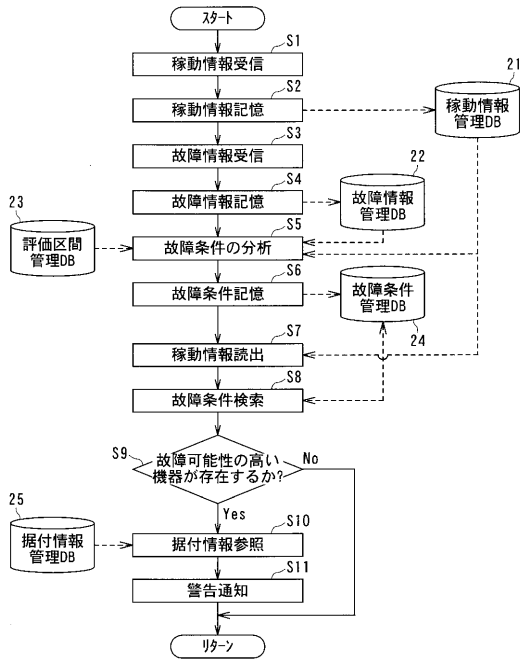 スタート
S1
稼動情報受信
S2
稼動情報記憶
21
稼動情報
管理DB
S3
故障情報受信
S4
故障情報記憶
22
故障情報
管理DB
23
評価区間
管理DB
S5
故障条件の分析
S6
故障条件記憶
故障条件
管理DB
24
S7
稼動情報読出
S8
故障条件検索
S9
故障可能性の高い
機器が存在するか?
No
Yes
25
据付情報
管理DB
S10
据付情報参照
S11
警告通知
リターン